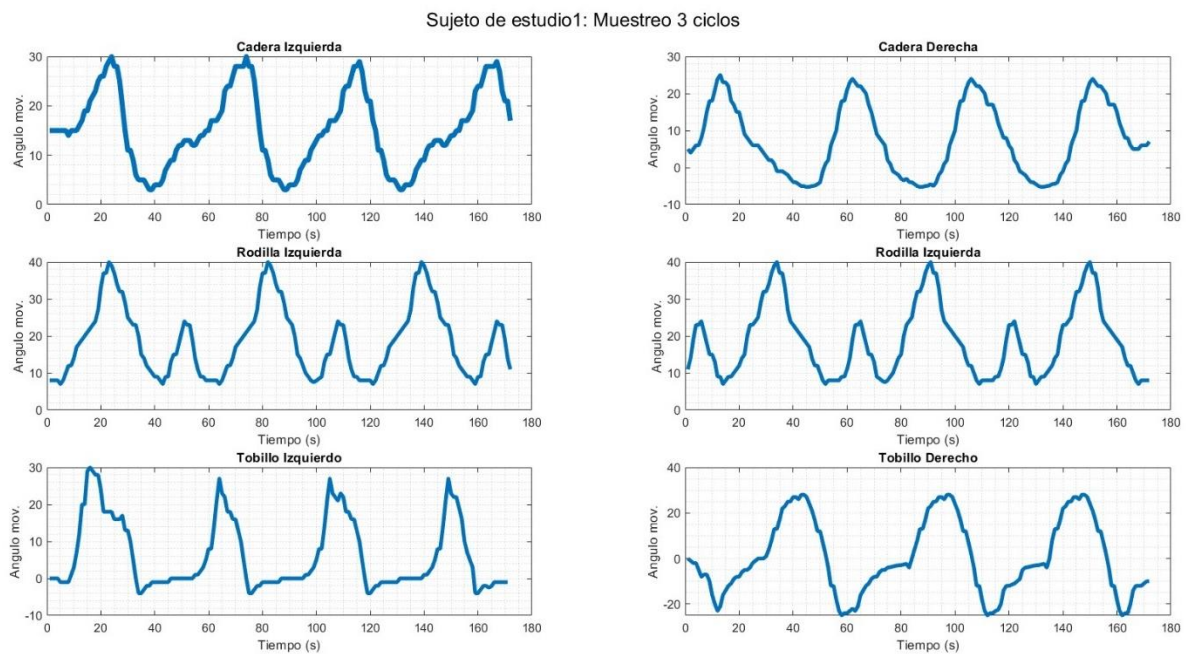 Sujeto de estudio1: Muestreo 3 ciclos
Cadera Izquierda
30
20
10
0
Angulo mov.
0 20 40 60 80 100 120 140 160 180
Tiempo (s)
Cadera Derecha
30
20
10
0
-10
Angulo mov.
0 20 40 60 80 100 120 140 160 180
Tiempo (s)
Rodilla Izquierda
40
30
20
10
0
Angulo mov.
0 20 40 60 80 100 120 140 160 180
Tiempo (s)
Rodilla Izquierda
40
30
20
10
0
Angulo mov.
0 20 40 60 80 100 120 140 160 180
Tiempo (s)
Tobillo Izquierdo
30
20
10
0
-10
Angulo mov.
0 20 40 60 80 100 120 140 160 180
Tiempo (s)
Tobillo Derecho
40
20
0
-20
Angulo mov.
0 20 40 60 80 100 120 140 160 180
Tiempo (s)